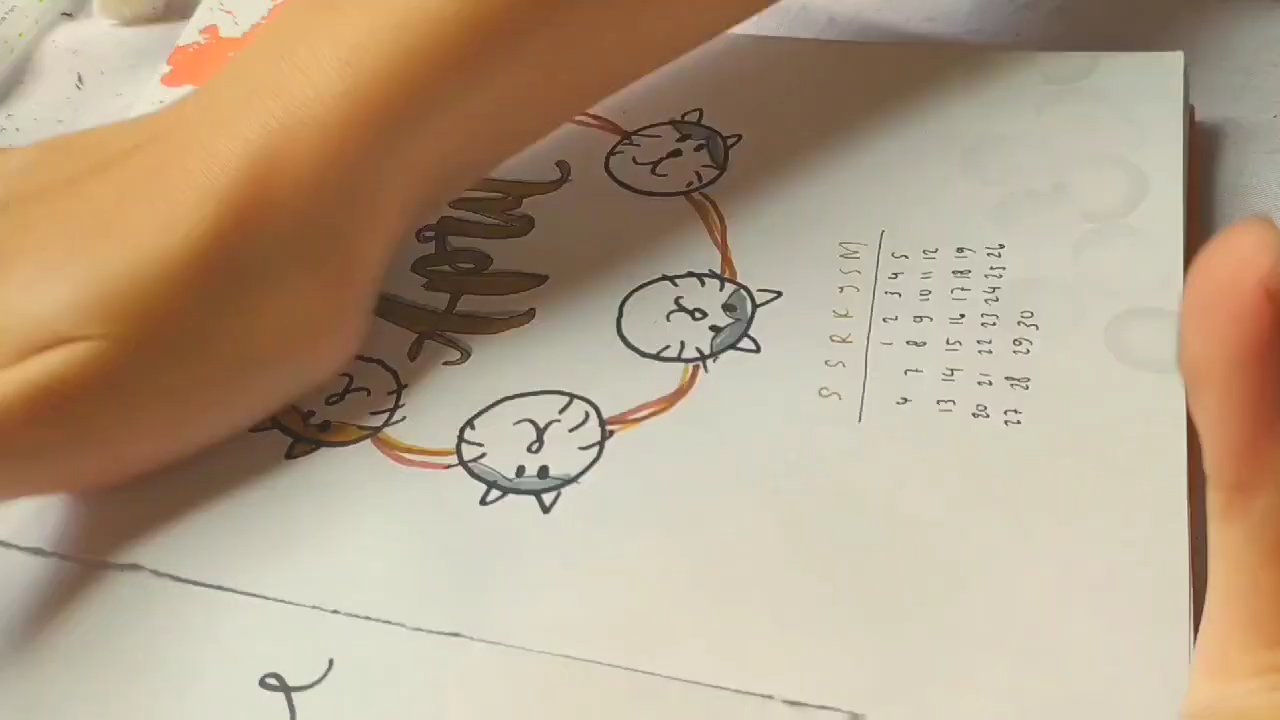 S S R K J S M
1 2 3 4 5
6 7 8 9 10 11 12
13 14 15 16 17 18 19
20 21 22 23 24 25 26
27 28 29 30